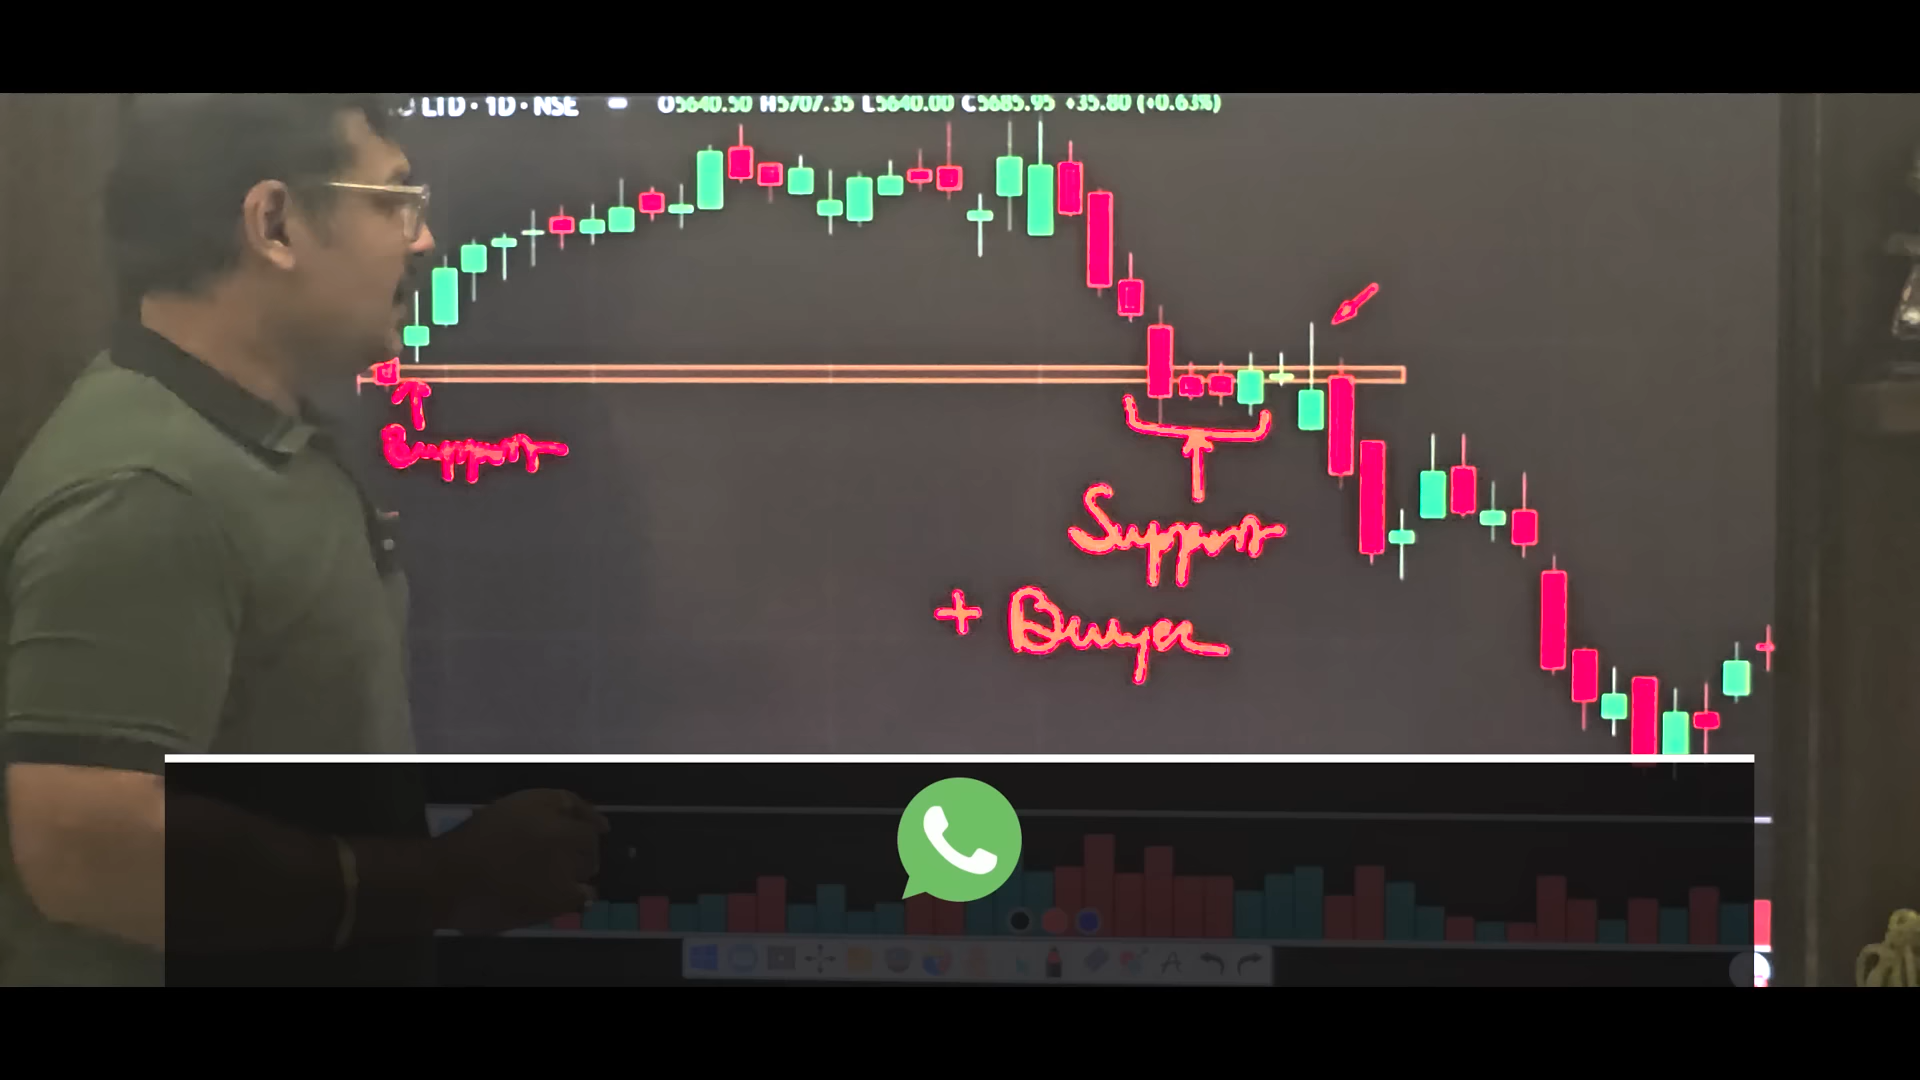 LTD · 1D · NSE O5640.50 H5707.35 L5640.00 C5685.95 +35.80 (+0.63%)
Support
Support
+ Buyer